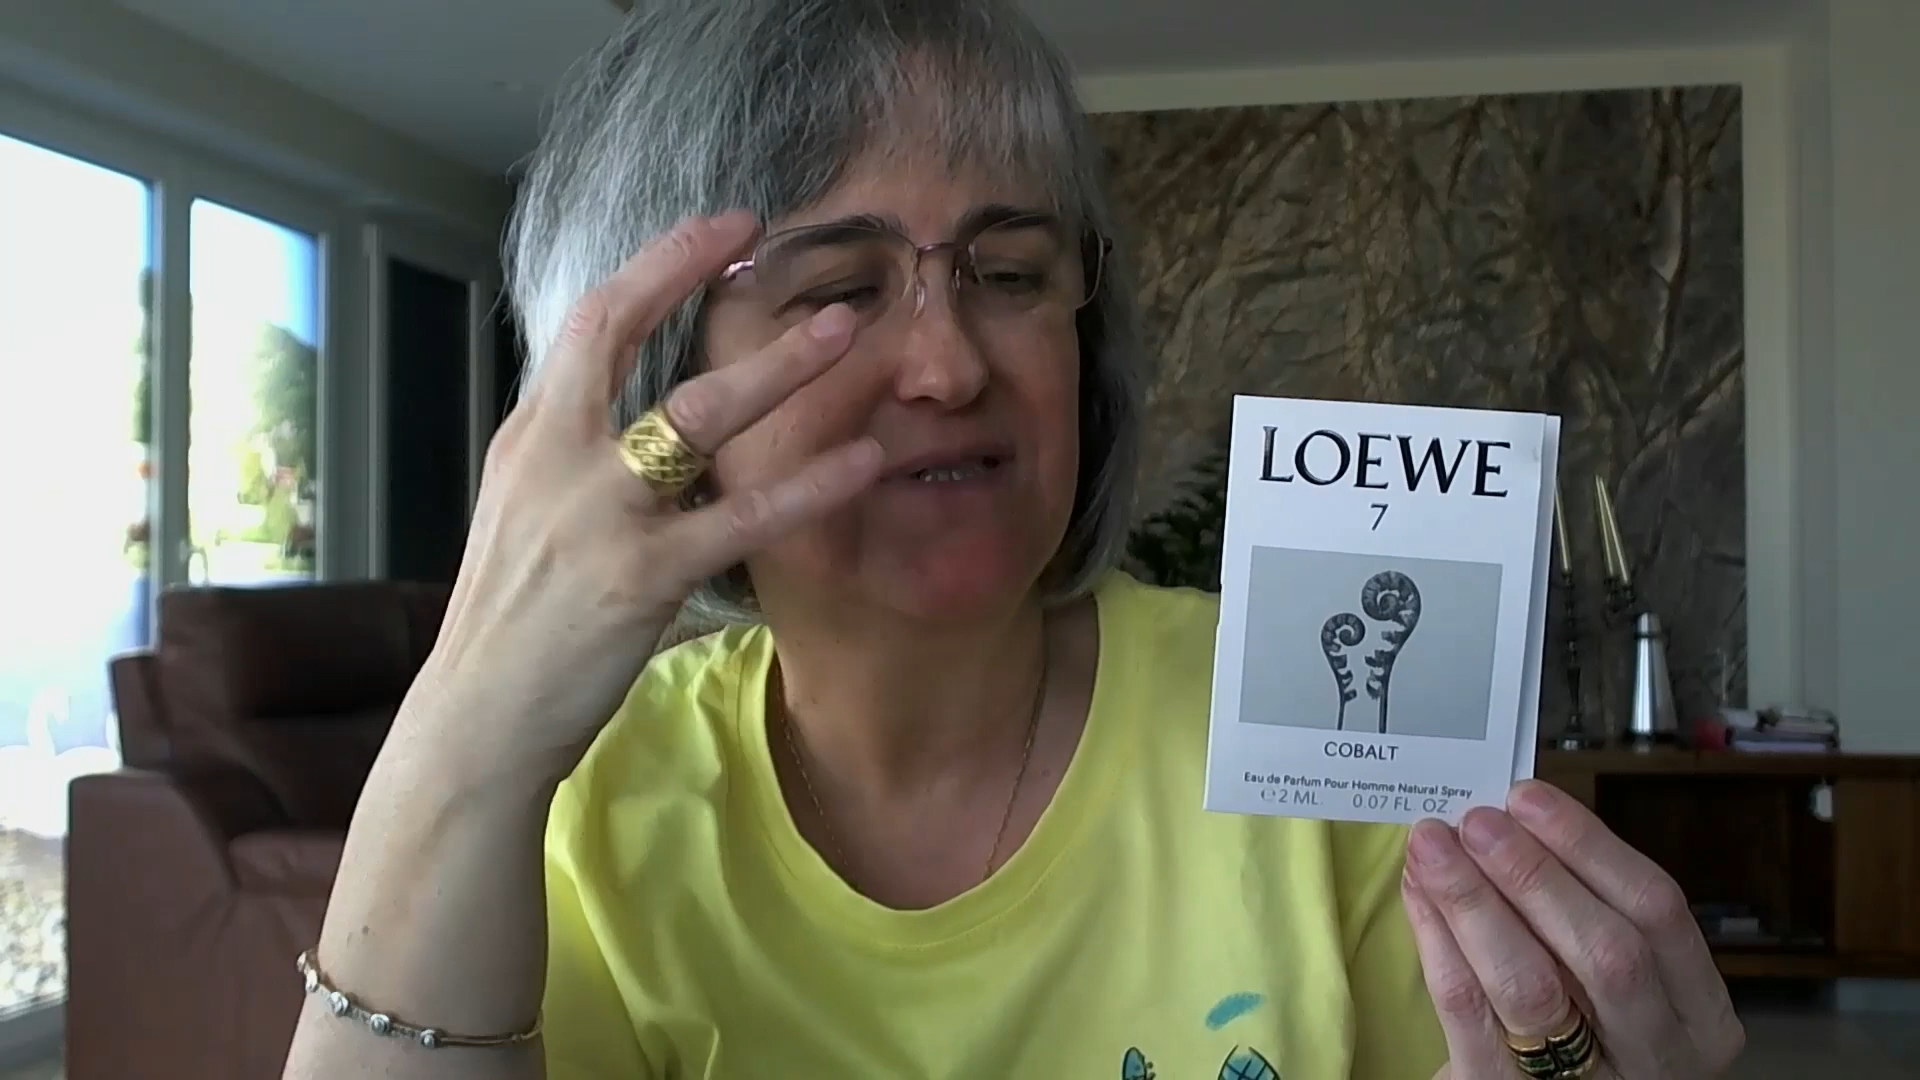 LOEWE
7
COBALT
Eau de Parfum Pour Homme Natural Spray
℮2 ML. 0.07 FL. OZ.